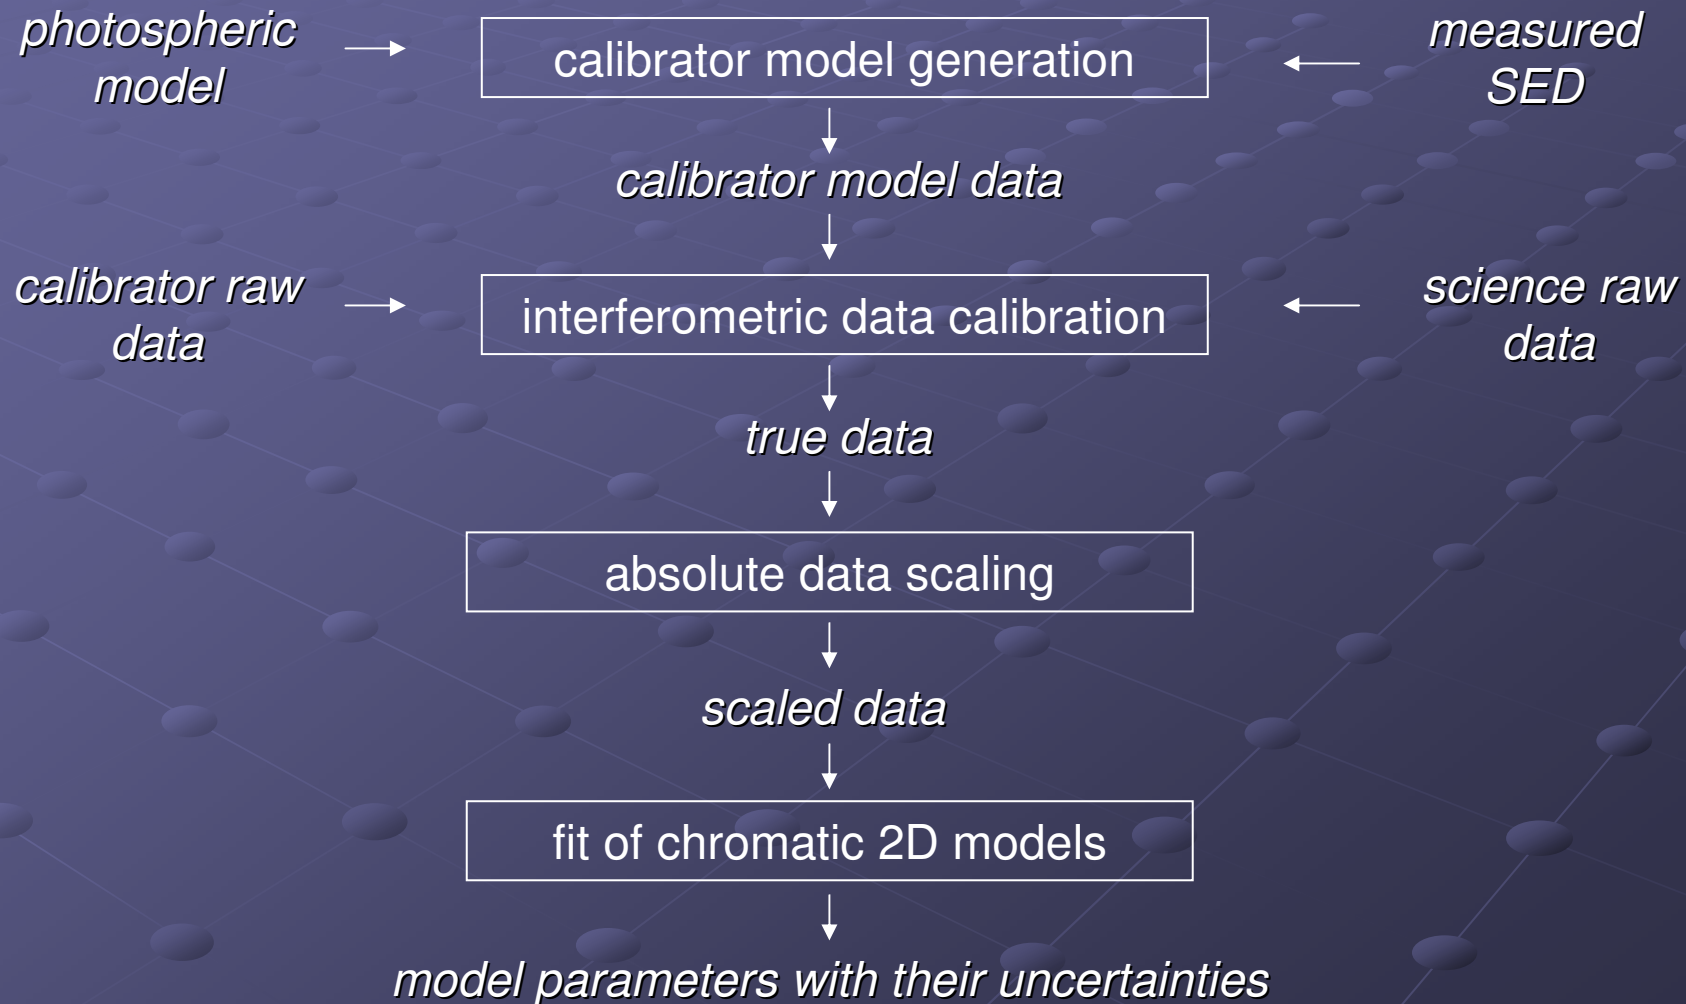 photospheric
model
calibrator model generation
measured
SED
calibrator model data
calibrator raw
data
interferometric data calibration
science raw
data
true data
absolute data scaling
scaled data
fit of chromatic 2D models
model parameters with their uncertainties